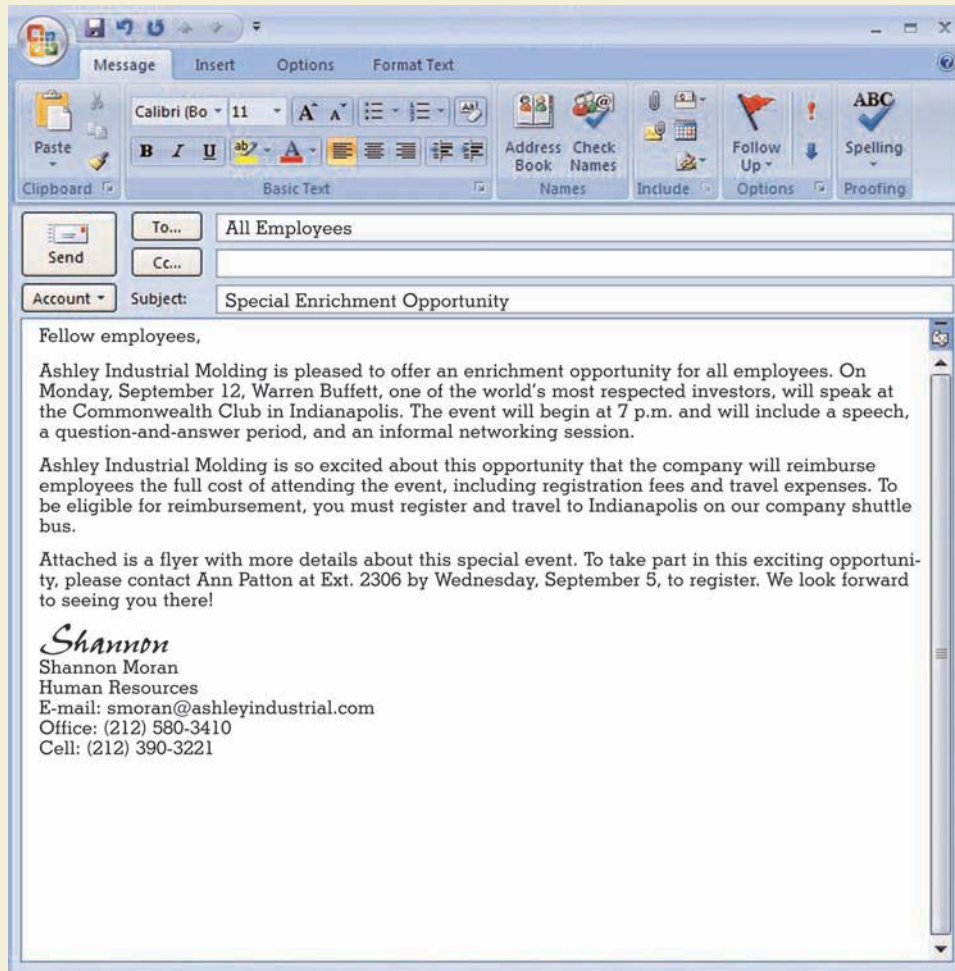 Message Insert Options Format Text
Calibri (Bo 11 A A
Paste
B I U ab A
Address Book
Check Names
Follow Up
ABC
Spelling
Clipboard Basic Text Names Include Options Proofing
Send
To... All Employees
Cc...
Account Subject: Special Enrichment Opportunity
Fellow employees,
Ashley Industrial Molding is pleased to offer an enrichment opportunity for all employees. On
Monday, September 12, Warren Buffett, one of the world's most respected investors, will speak at
the Commonwealth Club in Indianapolis. The event will begin at 7 p.m. and will include a speech,
a question-and-answer period, and an informal networking session.
Ashley Industrial Molding is so excited about this opportunity that the company will reimburse
employees the full cost of attending the event, including registration fees and travel expenses. To
be eligible for reimbursement, you must register and travel to Indianapolis on our company shuttle
bus.
Attached is a flyer with more details about this special event. To take part in this exciting opportuni-
ty, please contact Ann Patton at Ext. 2306 by Wednesday, September 5, to register. We look forward
to seeing you there!
Shannon
Shannon Moran
Human Resources
E-mail: smoran@ashleyindustrial.com
Office: (212) 580-3410
Cell: (212) 390-3221